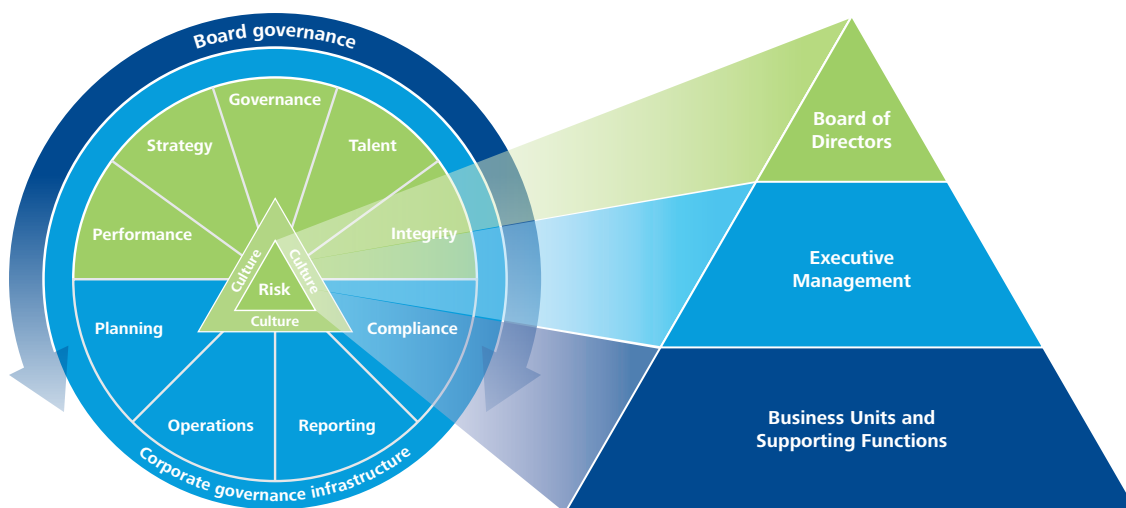 Board governance
Governance
Strategy
Talent
Performance
Integrity
Culture
Culture
Risk
Culture
Planning
Compliance
Operations
Reporting
Corporate governance infrastructure
Board of
Directors
Executive
Management
Business Units and
Supporting Functions